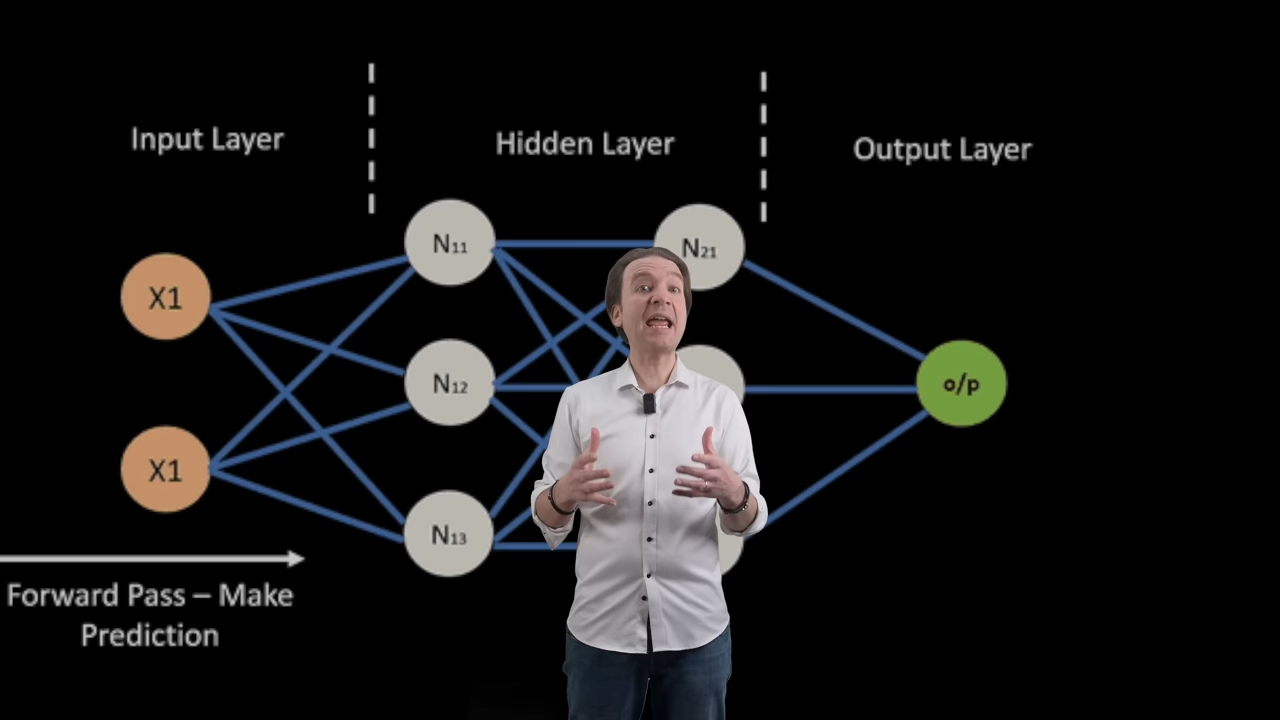 Input Layer
Hidden Layer
Output Layer
N11
N21
X1
N12
o/p
X1
N13
Forward Pass – Make
Prediction